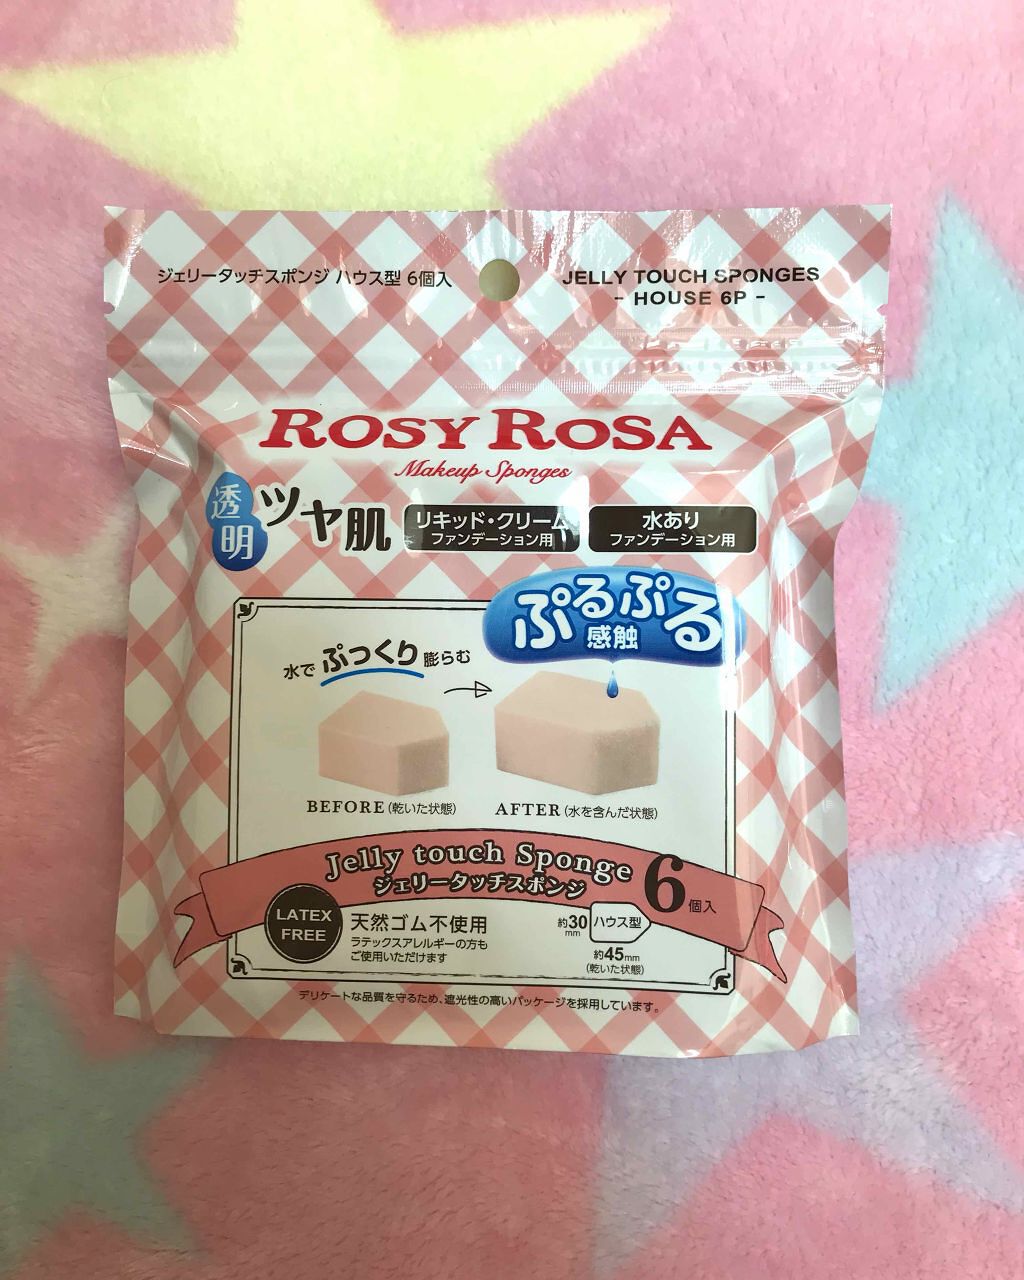 ジェリータッチスポンジ ハウス型 6個入
JELLY TOUCH SPONGES
- HOUSE 6P -
ROSY ROSA
Makeup Sponges
透明
ツヤ肌
リキッド・クリーム
ファンデーション用
水あり
ファンデーション用
ぷるぷる
感触
水で ぷっくり 膨らむ
BEFORE (乾いた状態)
AFTER (水を含んだ状態)
Jelly touch Sponge
ジェリータッチスポンジ
6個入
LATEX
FREE
天然ゴム不使用
ラテックスアレルギーの方も
ご使用いただけます
約30
mm
ハウス型
約45mm
(乾いた状態)
デリケートな品質を守るため、遮光性の高いパッケージを採用しています。